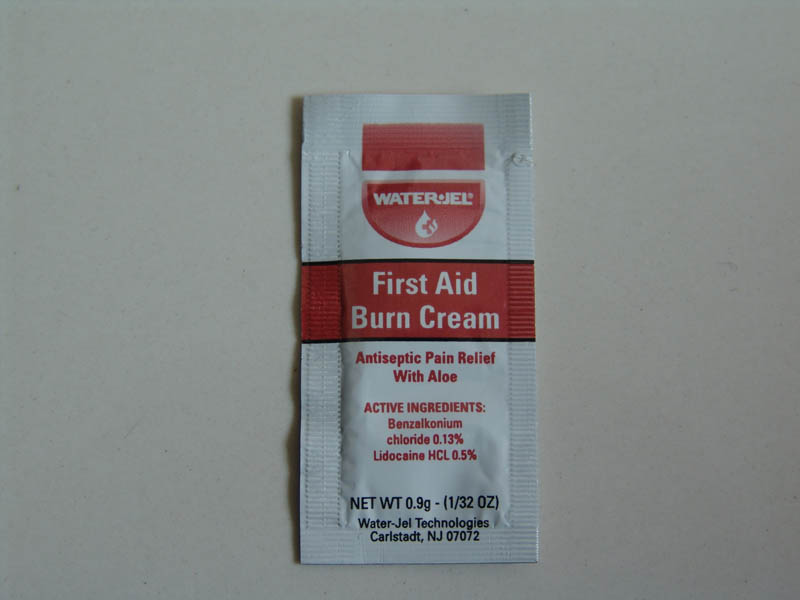 WATER•JEL®
First Aid
Burn Cream
Antiseptic Pain Relief
With Aloe
ACTIVE INGREDIENTS:
Benzalkonium
chloride 0.13%
Lidocaine HCL 0.5%
NET WT 0.9g - (1/32 OZ)
Water-Jel Technologies
Carlstadt, NJ 07072